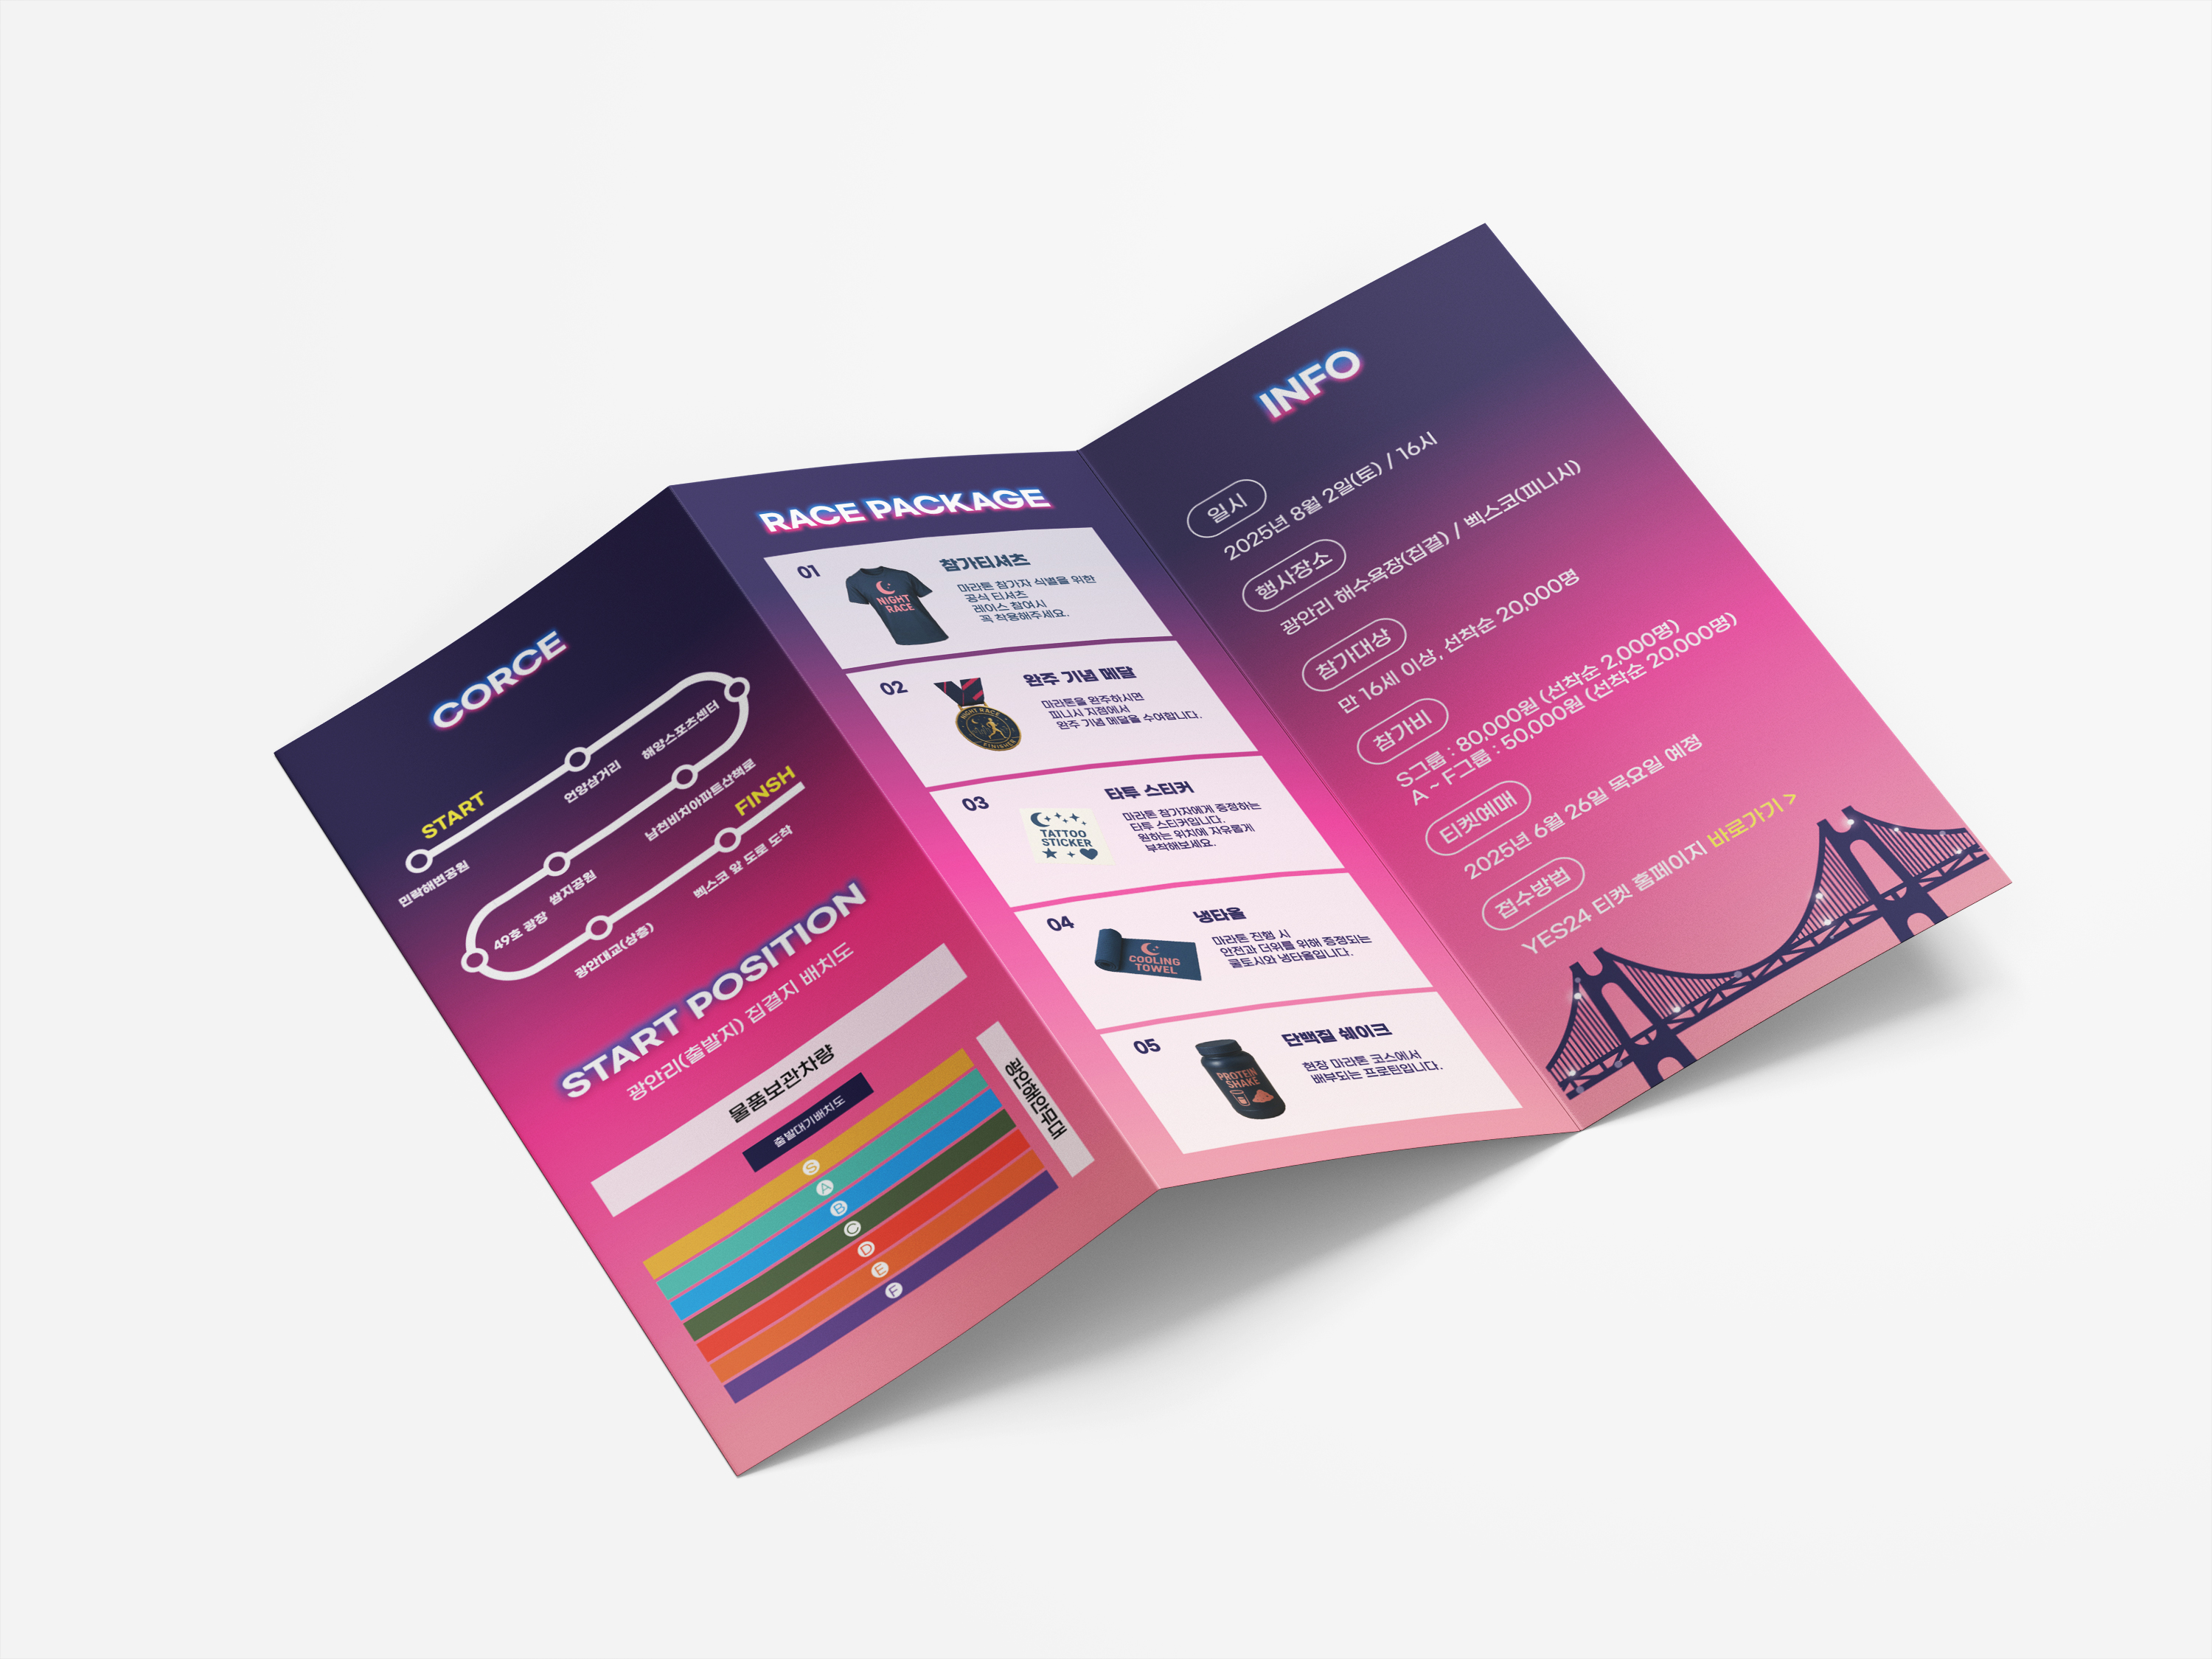 CORCE
START
민락해변공원
언양삼거리
해양스포츠센터
남천비치아파트산책로
쌀지공원
49호 광장
광안대교(상층)
벡스코 앞 도로 도착
FINSH
START POSITION
광안리(출발지) 집결지 배치도
물품보관차량
출발대기배치도
광안해안무대
S
A
B
C
D
E
F
RACE PACKAGE
01
NIGHT
RACE
참가티셔츠
마라톤 참가자 식별을 위한
공식 티셔츠
레이스 참여시
꼭 착용해주세요.
02
NIGHT RACE
FINISHER
완주 기념 메달
마라톤을 완주하시면
피니시 지점에서
완주 기념 메달을 수여합니다.
03
TATTOO
STICKER
타투 스티커
마라톤 참가자에게 증정하는
타투 스티커입니다.
원하는 위치에 자유롭게
부착해보세요.
04
COOLING
TOWEL
냉타올
마라톤 진행 시
안전과 더위를 위해 증정되는
쿨토시와 냉타올입니다.
05
PROTEIN
SHAKE
단백질 쉐이크
현장 마라톤 코스에서
배부되는 프로틴입니다.
INFO
일시
2025년 8월 2일(토) / 16시
행사장소
광안리 해수욕장(집결) / 벡스코(피니시)
참가대상
만 16세 이상, 선착순 20,000명
참가비
S그룹 : 80,000원 (선착순 2,000명)
A ~ F그룹 : 50,000원 (선착순 20,000명)
티켓예매
2025년 6월 26일 목요일 예정
접수방법
YES24 티켓 홈페이지 바로가기 >